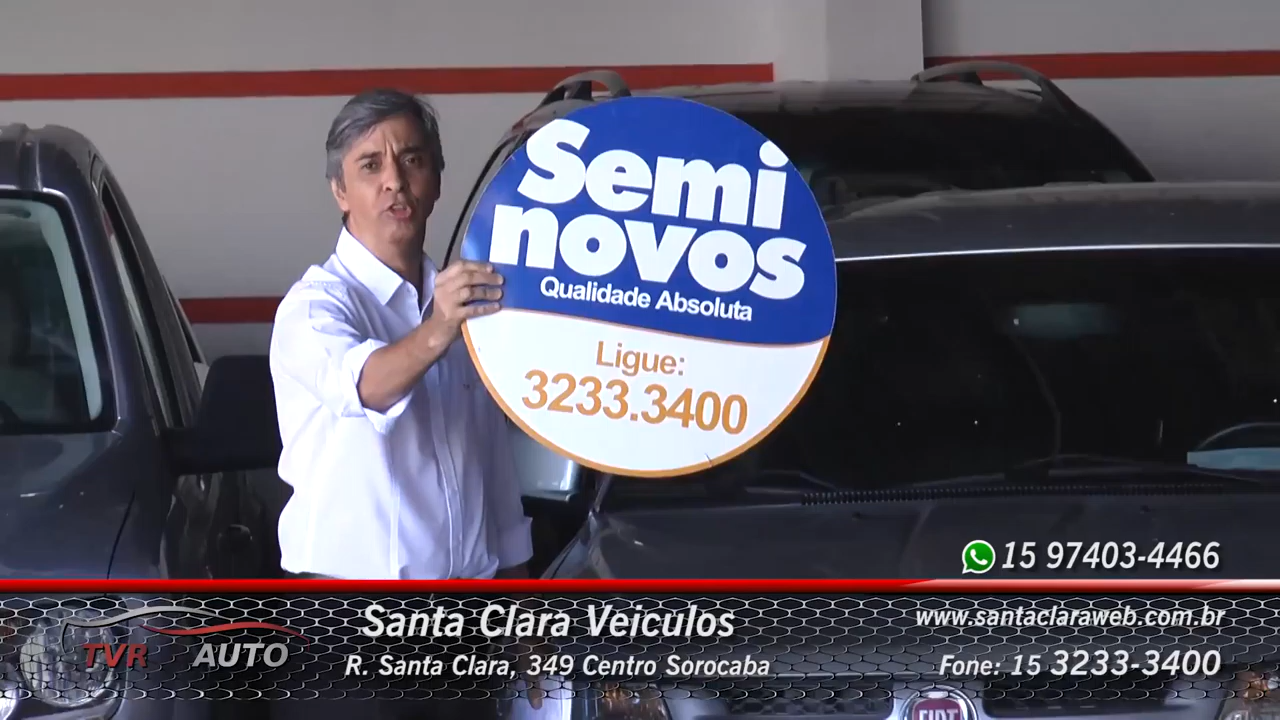 Semi
novos
Qualidade Absoluta
Ligue:
3233.3400
15 97403-4466
TVR AUTO
Santa Clara Veiculos
R. Santa Clara, 349 Centro Sorocaba
www.santaclaraweb.com.br
Fone: 15 3233-3400
FIAT